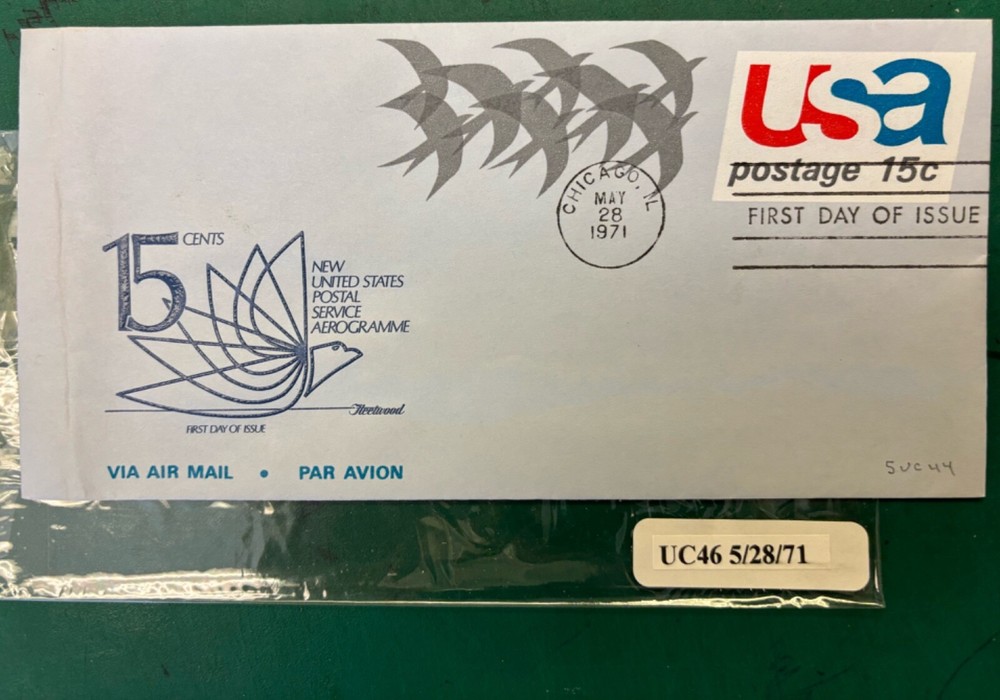 usa
postage 15c
CHICAGO, IL
MAY
28
1971
FIRST DAY OF ISSUE
15 CENTS
NEW
UNITED STATES
POSTAL
SERVICE
AEROGRAMME
Fleetwood
FIRST DAY OF ISSUE
VIA AIR MAIL • PAR AVION
5UC44
UC46 5/28/71